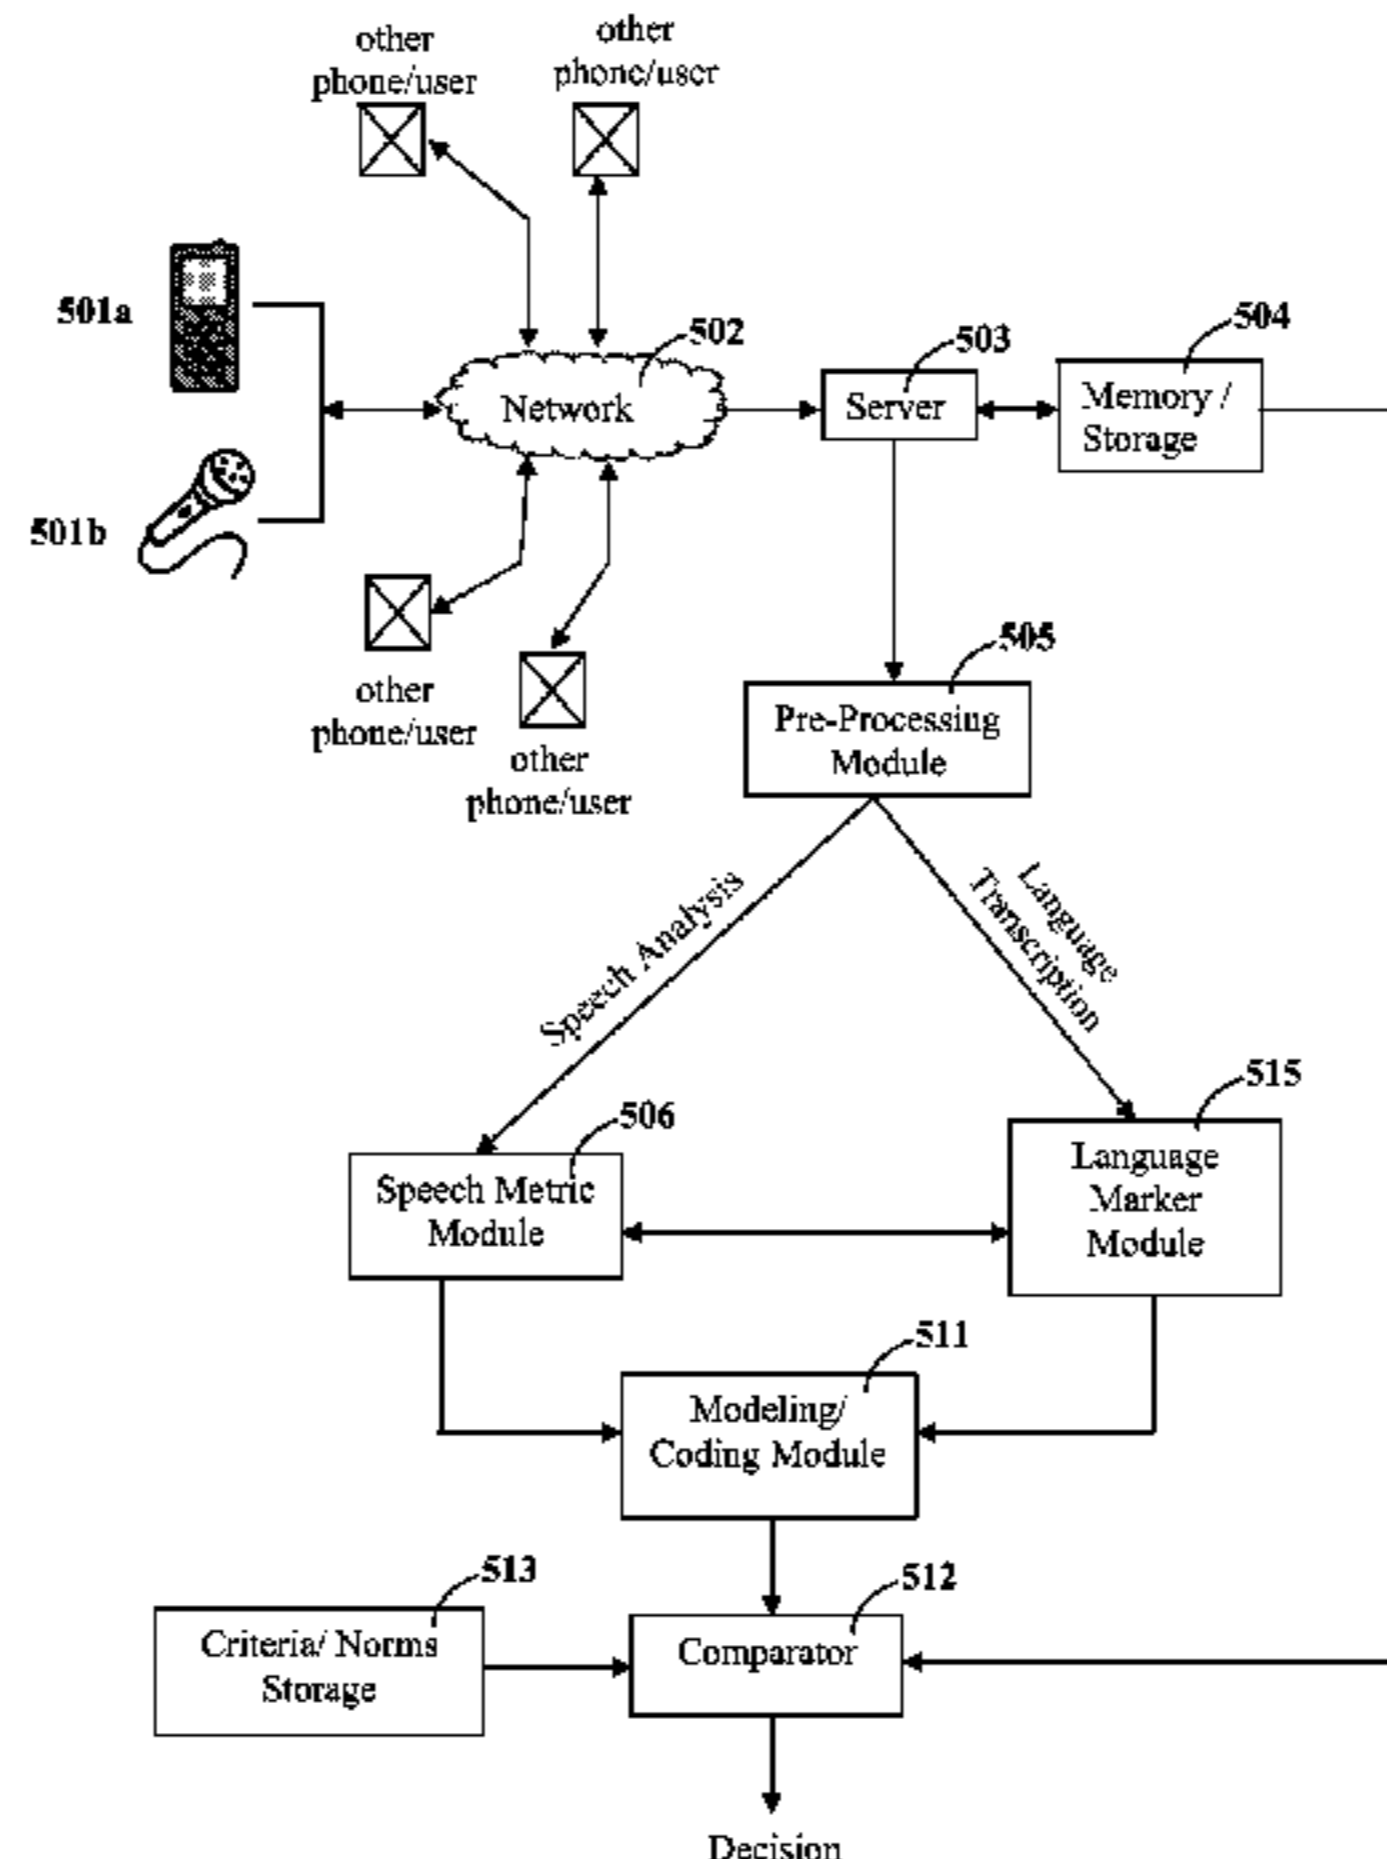 other
phone/user
other
phone/user
501a
501b
502
Network
503
Server
504
Memory /
Storage
other
phone/user
other
phone/user
505
Pre-Processing
Module
Speech Analysis
Language
Transcription
506
Speech Metric
Module
515
Language
Marker
Module
511
Modeling/
Coding Module
513
Criteria/ Norms
Storage
512
Comparator
Decision